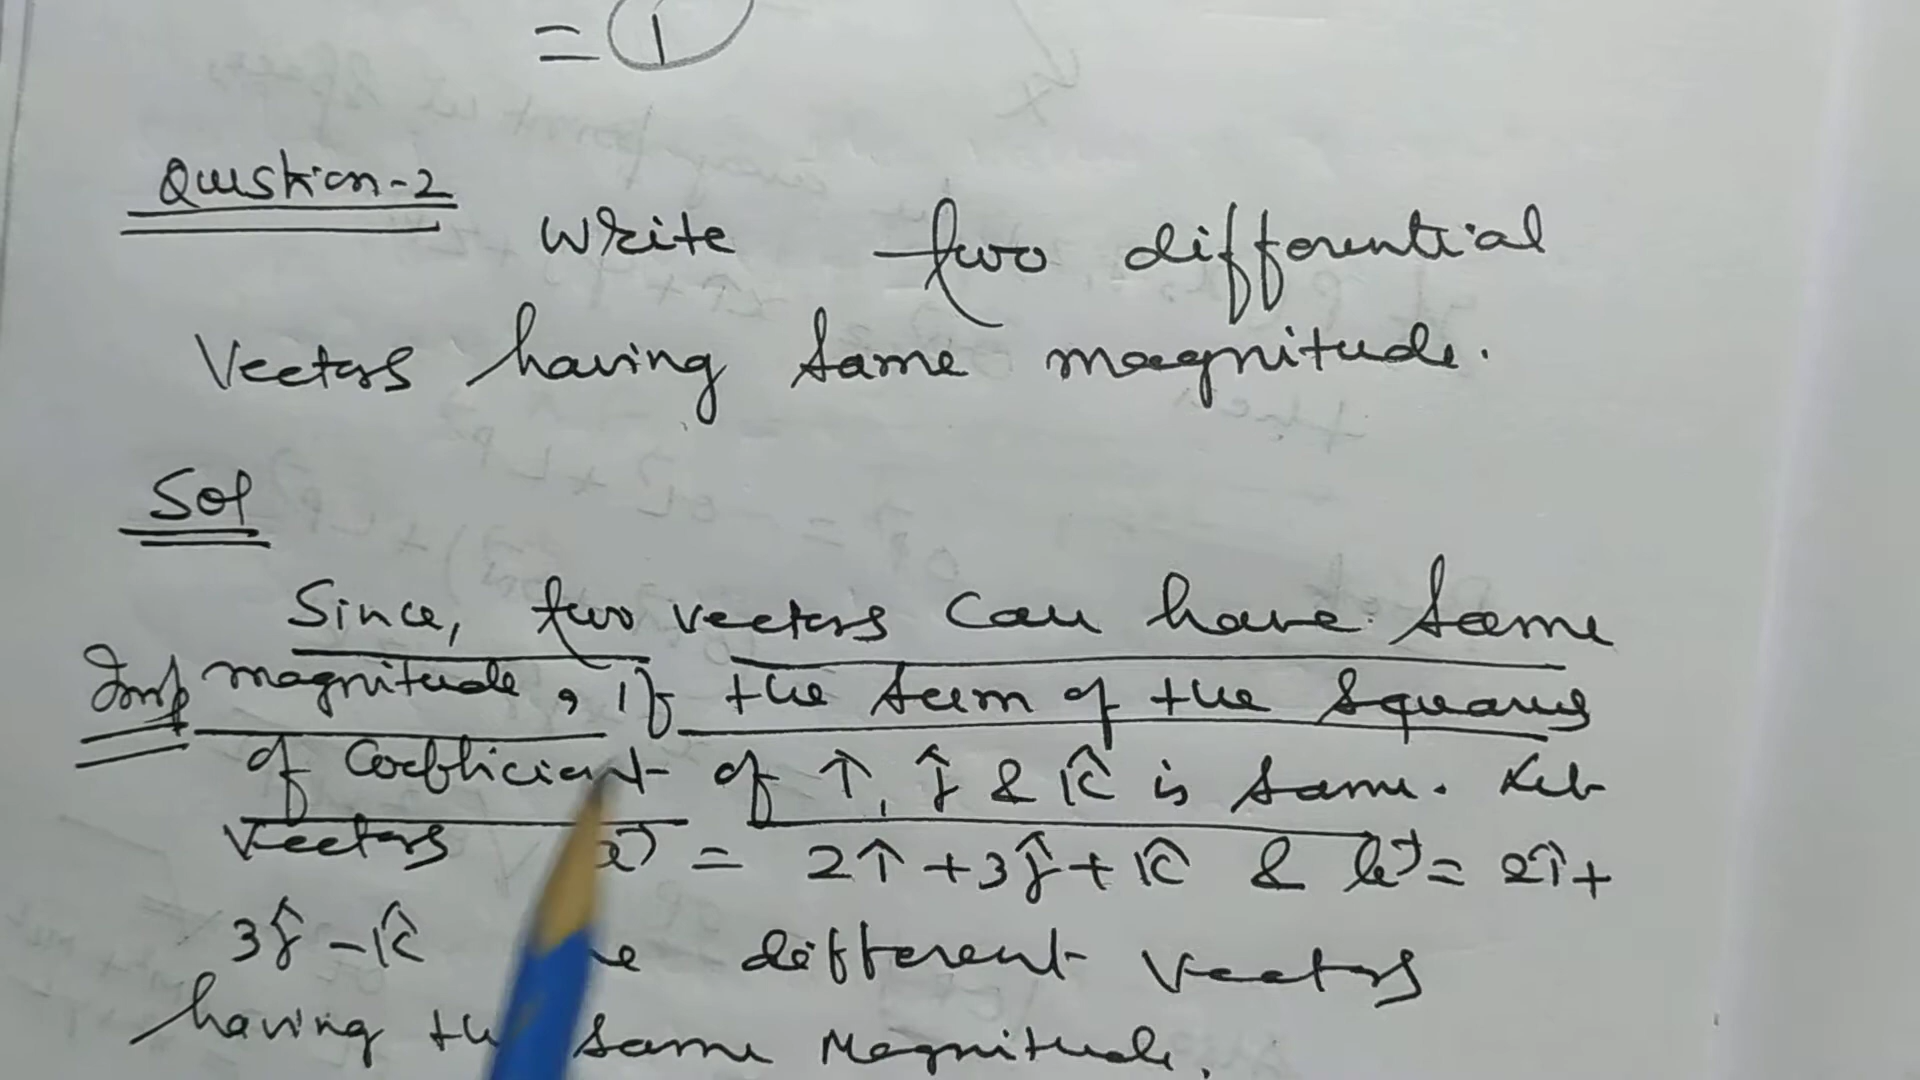 = 1
Question-2 Write two differential
Vectors having same magnitude.
Sol
Since, two vectors can have same
Imp magnitude, if the sum of the squares
of coefficient of î, ĵ & k̂ is same. Let
Vectors = 2î + 3ĵ + k̂ & b⃗ = 2î +
3ĵ - k̂ different vectors
having same Magnitude.